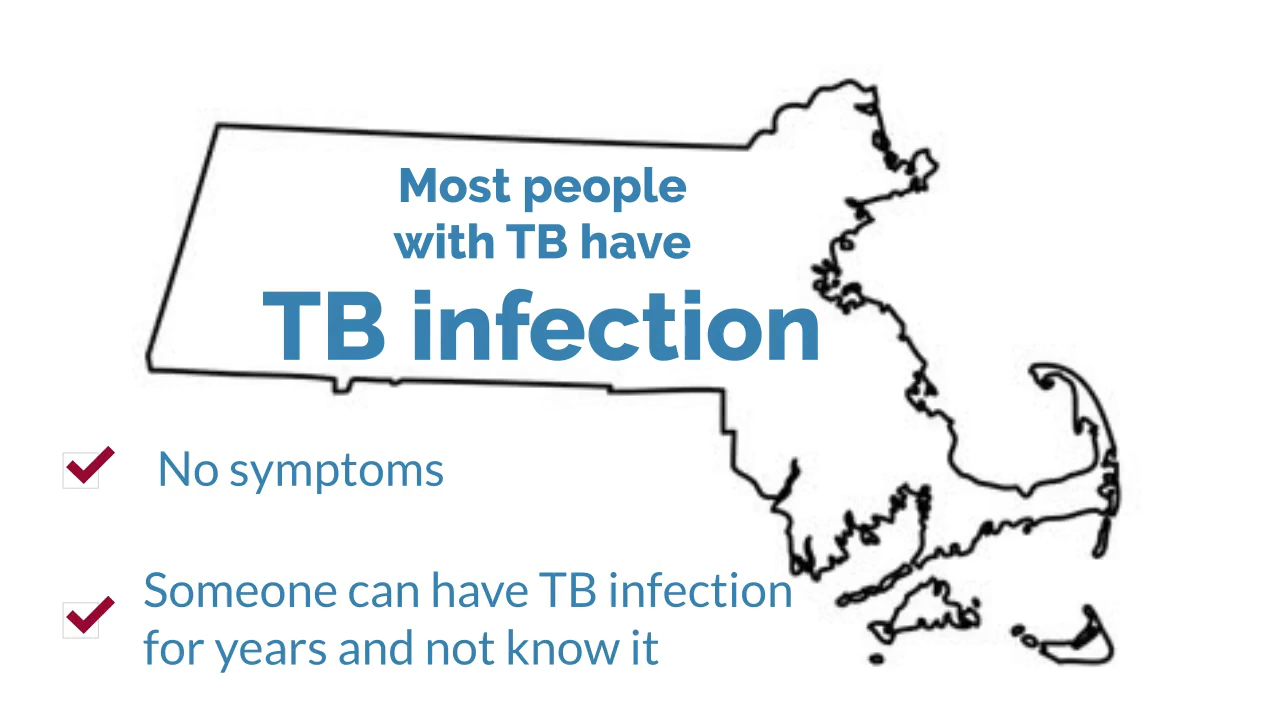 Most people
with TB have
TB infection
No symptoms
Someone can have TB infection
for years and not know it